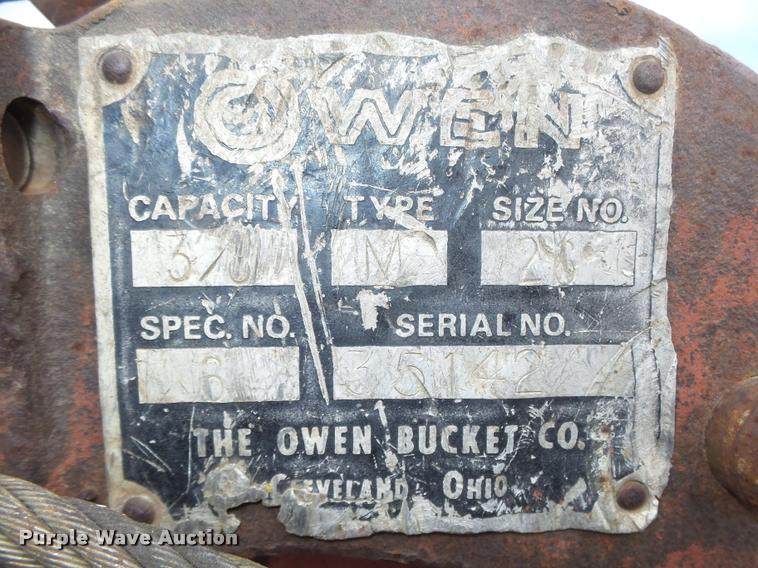 OWEN
CAPACITY TYPE SIZE NO.
M
SPEC. NO. SERIAL NO.
6 35142
THE OWEN BUCKET CO.
CLEVELAND, OHIO
Purple Wave Auction